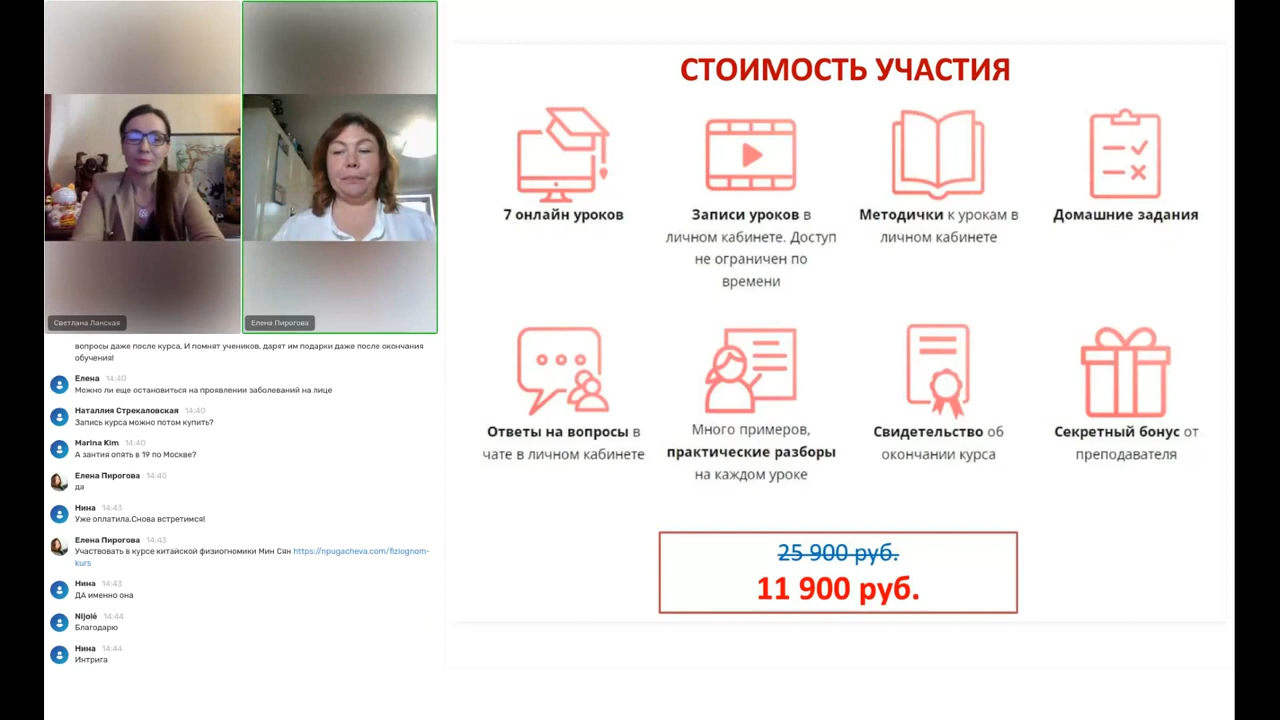 Светлана Ланская
Елена Пирогова
вопросы даже после курса, И помнят учеников, дарят им подарки даже после окончания
обучения!
Елена 14:40
Можно ли еще остановиться на проявлении заболеваний на лице
Наталлия Стрекаловская 14:40
Запись курса можно потом купить?
Marina Kim 14:40
А зантия опять в 19 по Москве?
Елена Пирогова 14:40
да
Нина 14:43
Уже оплатила.Снова встретимся!
Елена Пирогова 14:43
Участвовать в курсе китайской физиогномики Мин Сян https://npugacheva.com/fiziognom-
kurs
Нина 14:43
ДА именно она
Nijolė 14:44
Благодарю
Нина 14:44
Интрига
СТОИМОСТЬ УЧАСТИЯ
7 онлайн уроков
Записи уроков в
личном кабинете. Доступ
не ограничен по
времени
Методички к урокам в
личном кабинете
Домашние задания
Ответы на вопросы в
чате в личном кабинете
Много примеров,
практические разборы
на каждом уроке
Свидетельство об
окончании курса
Секретный бонус от
преподавателя
25 900 руб.
11 900 руб.